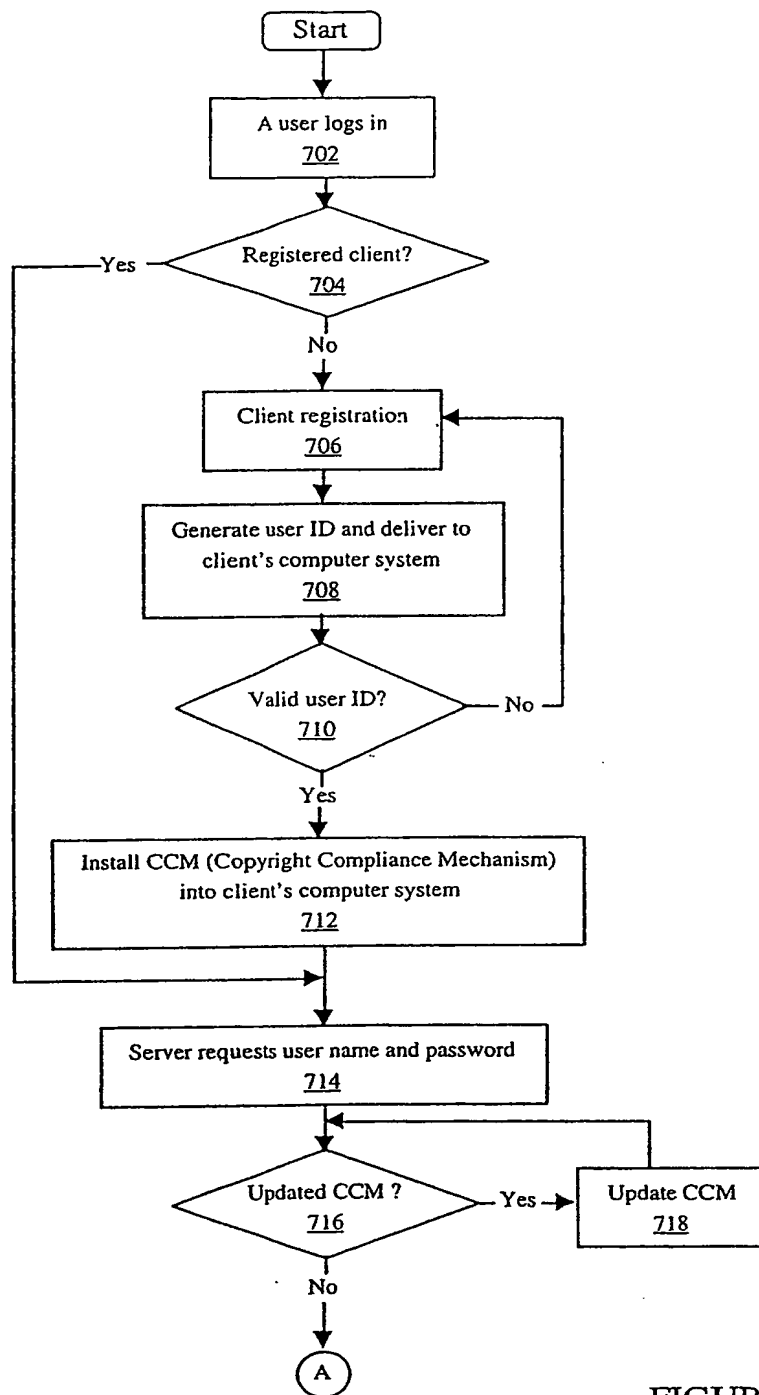 Start
A user logs in
702
Registered client?
704
Yes
No
Client registration
706
Generate user ID and deliver to
client's computer system
708
Valid user ID?
710
No
Yes
Install CCM (Copyright Compliance Mechanism)
into client's computer system
712
Server requests user name and password
714
Updated CCM ?
716
Yes
Update CCM
718
No
A
FIGUR